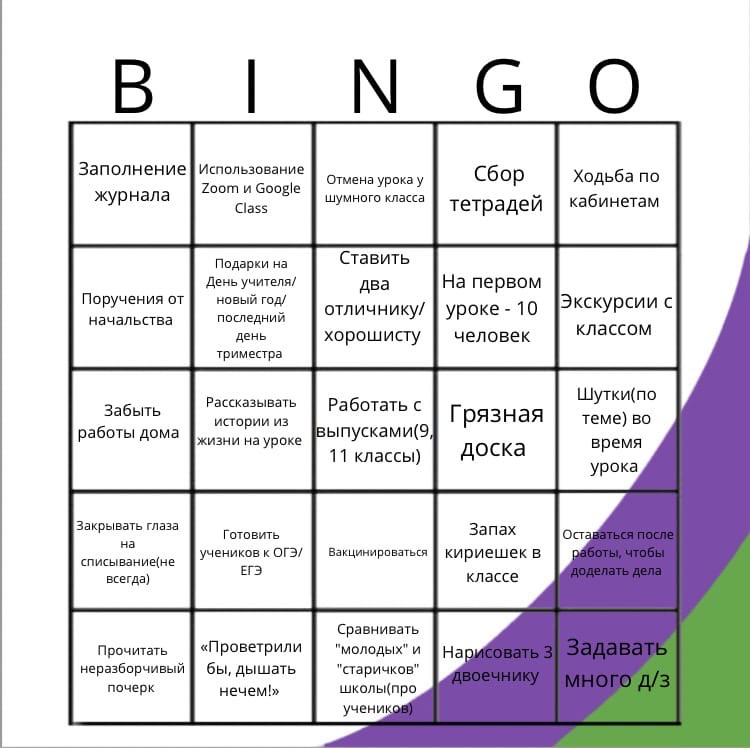 B I N G O
Заполнение
журнала
Использование
Zoom и Google
Class
Отмена урока у
шумного класса
Сбор
тетрадей
Ходьба по
кабинетам
Поручения от
начальства
Подарки на
День учителя/
новый год/
последний
день
триместра
Ставить
два
отличнику/
хорошисту
На первом
уроке - 10
человек
Экскурсии с
классом
Забыть
работы дома
Рассказывать
истории из
жизни на уроке
Работать с
выпусками(9,
11 классы)
Грязная
доска
Шутки(по
теме) во
время
урока
Закрывать глаза
на
списывание(не
всегда)
Готовить
учеников к ОГЭ/
ЕГЭ
Вакцинироваться
Запах
кириешек в
классе
Оставаться после
работы, чтобы
доделать дела
Прочитать
неразборчивый
почерк
«Проветрили
бы, дышать
нечем!»
Сравнивать
"молодых" и
"старичков"
школы(про
учеников)
Нарисовать 3
двоечнику
Задавать
много д/з